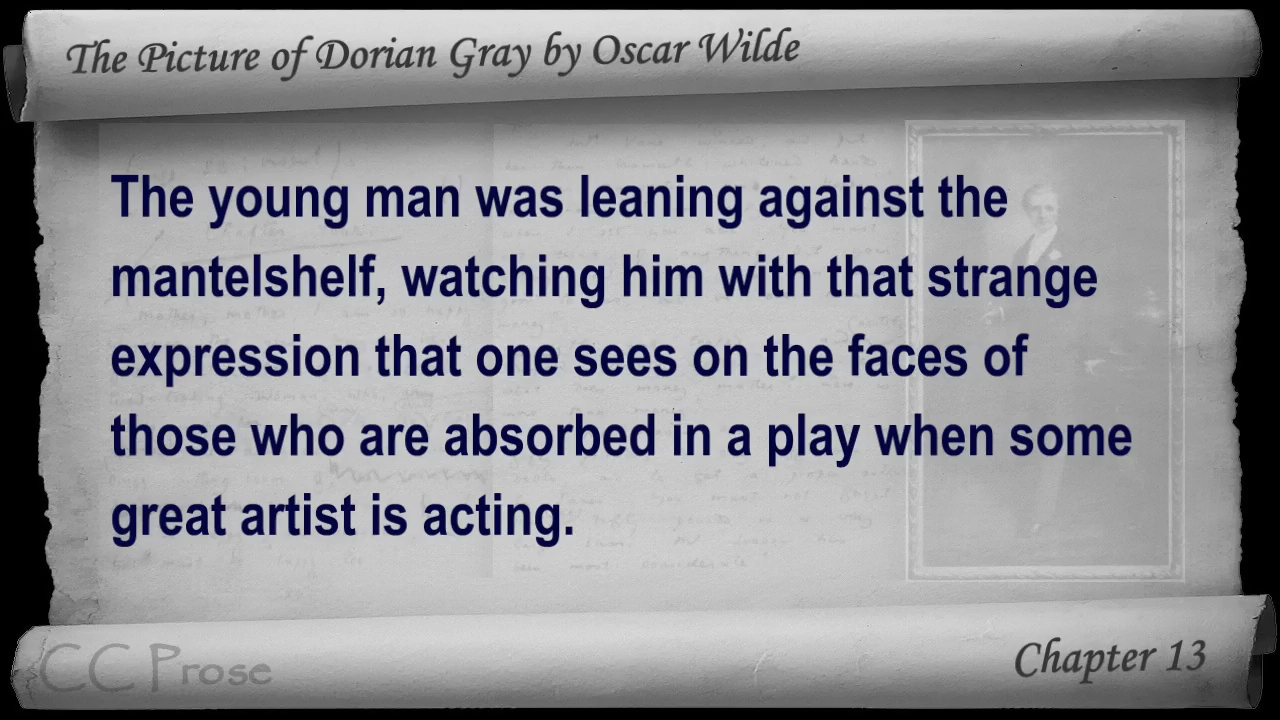 The Picture of Dorian Gray by Oscar Wilde
The young man was leaning against the
mantelshelf, watching him with that strange
expression that one sees on the faces of
those who are absorbed in a play when some
great artist is acting.
CC Prose
Chapter 13